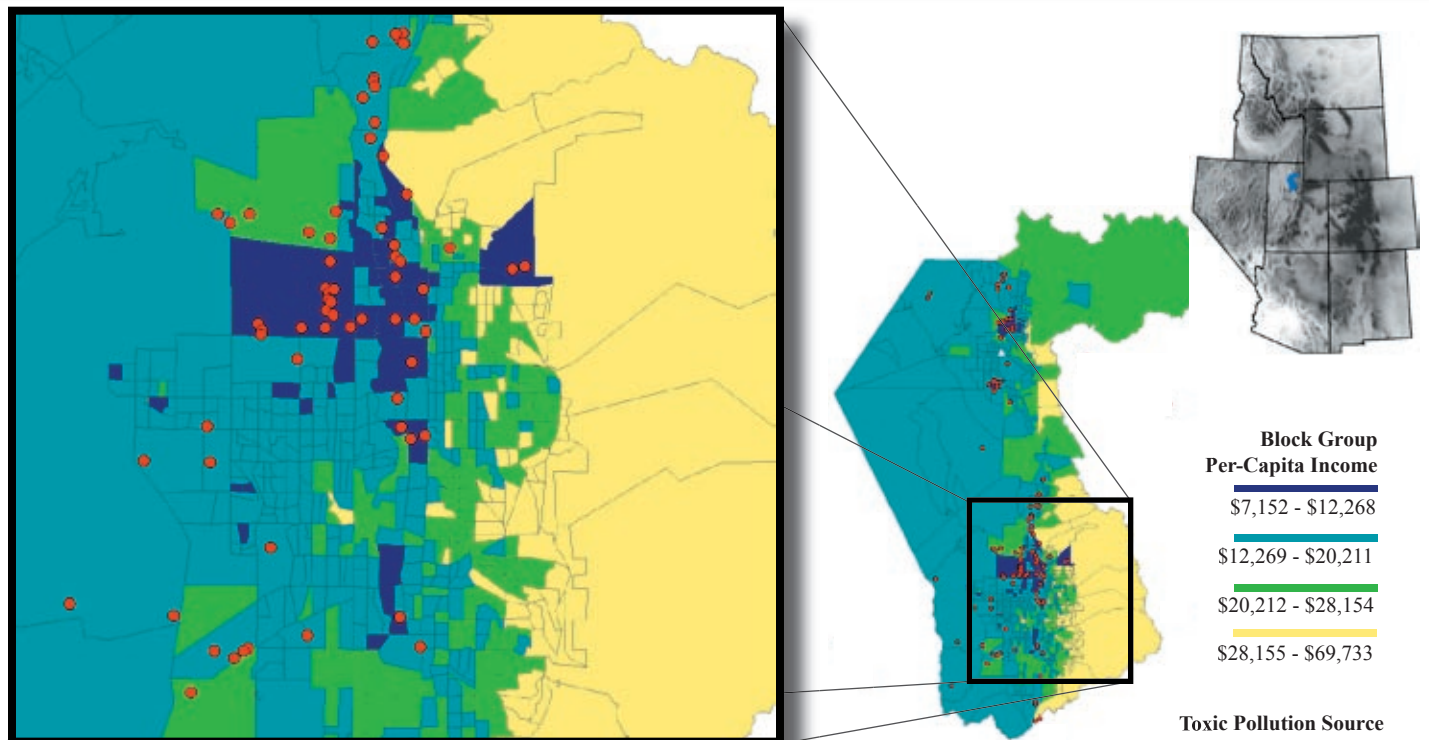 Block Group
Per-Capita Income
$7,152 - $12,268
$12,269 - $20,211
$20,212 - $28,154
$28,155 - $69,733
Toxic Pollution Source